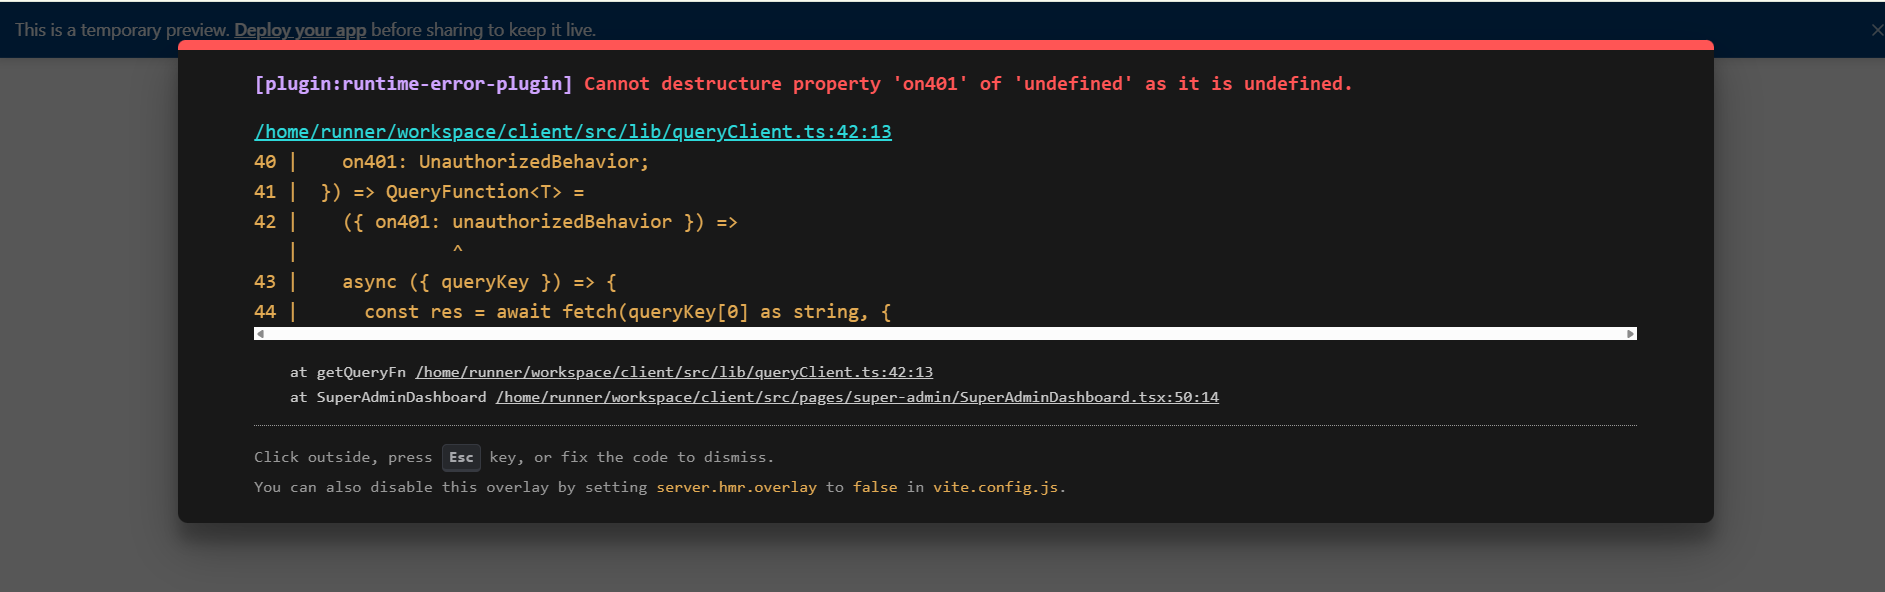 This is a temporary preview. Deploy your app before sharing to keep it live.
[plugin:runtime-error-plugin] Cannot destructure property 'on401' of 'undefined' as it is undefined.
/home/runner/workspace/client/src/lib/queryClient.ts:42:13
40 |    on401: UnauthorizedBehavior;
41 |  }) => QueryFunction<T> =
42 |    ({ on401: unauthorizedBehavior }) =>
   |              ^
43 |    async ({ queryKey }) => {
44 |      const res = await fetch(queryKey[0] as string, {
at getQueryFn /home/runner/workspace/client/src/lib/queryClient.ts:42:13
at SuperAdminDashboard /home/runner/workspace/client/src/pages/super-admin/SuperAdminDashboard.tsx:50:14
Click outside, press Esc key, or fix the code to dismiss.
You can also disable this overlay by setting server.hmr.overlay to false in vite.config.js.